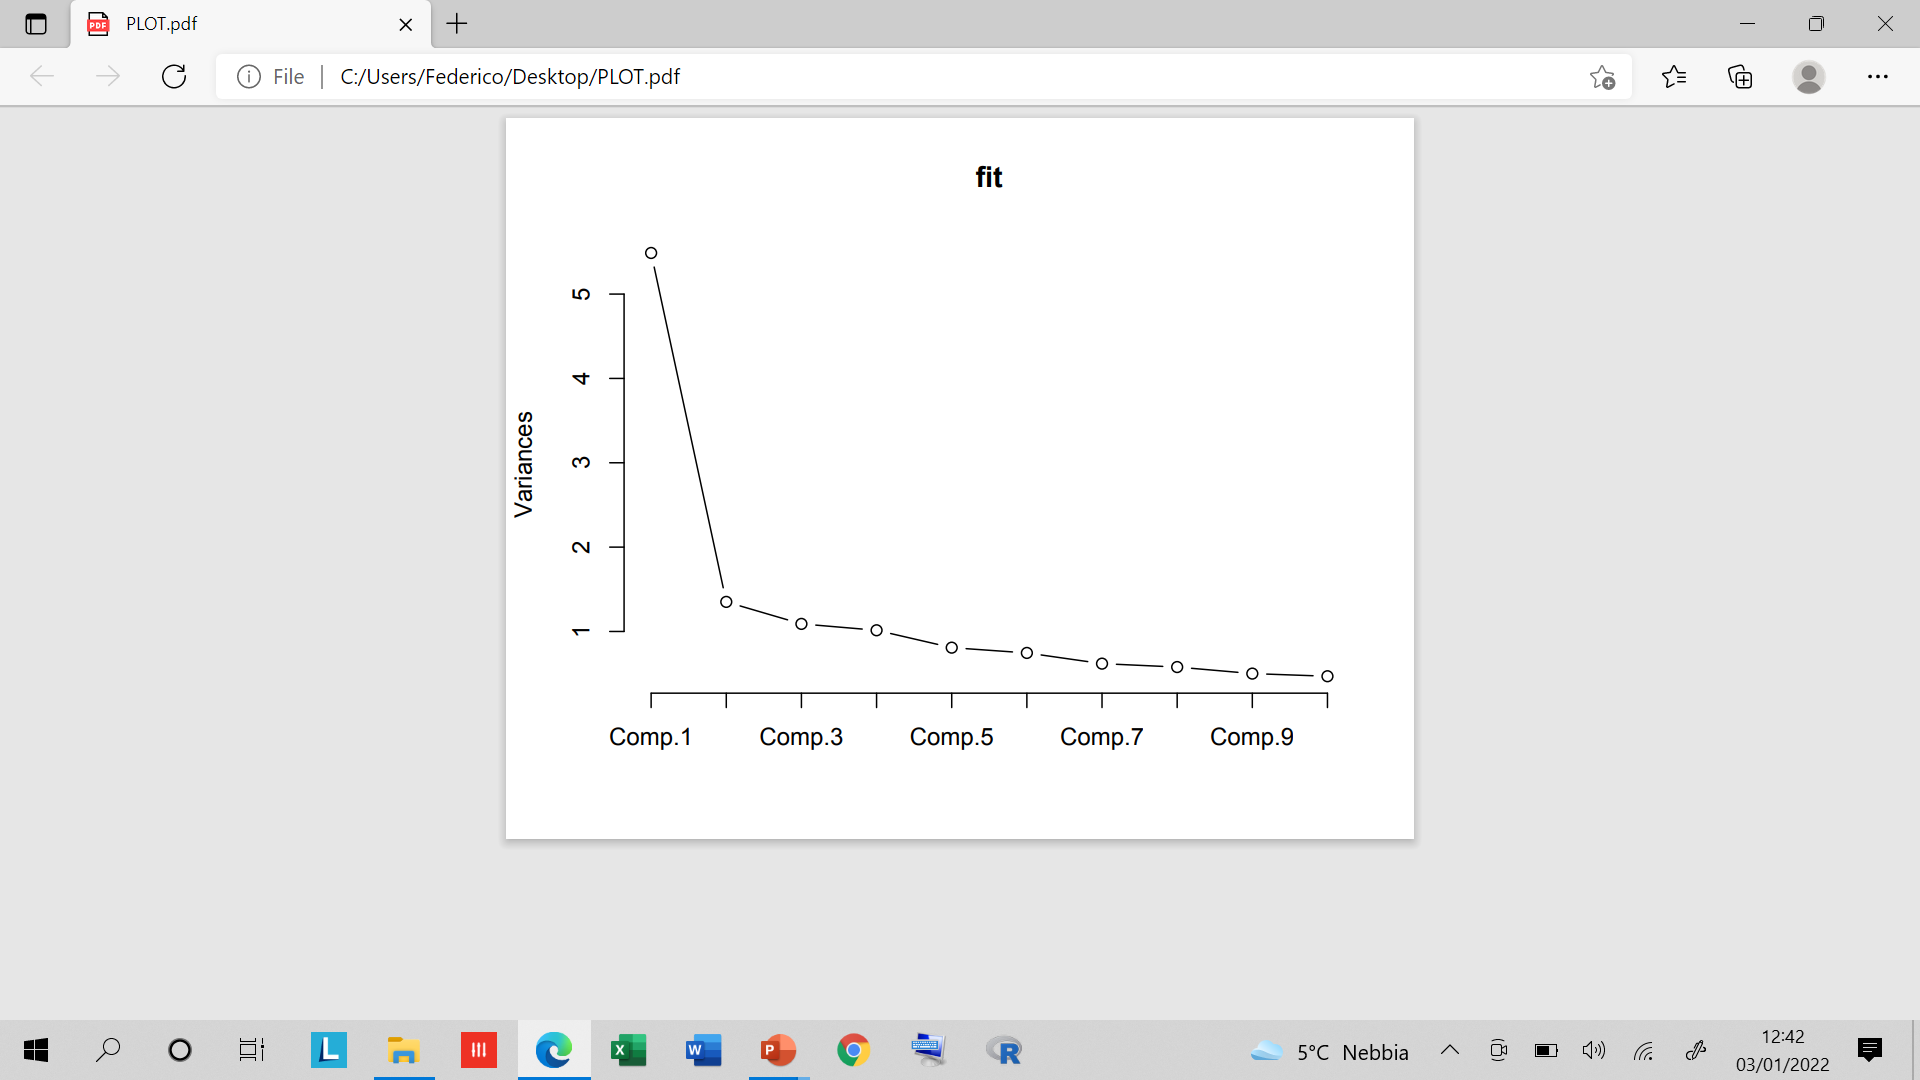 PLOT.pdf
File
C:/Users/Federico/Desktop/PLOT.pdf
fit
Variances
5
4
3
2
1
Comp.1 Comp.3 Comp.5 Comp.7 Comp.9
5°C Nebbia
12:42
03/01/2022